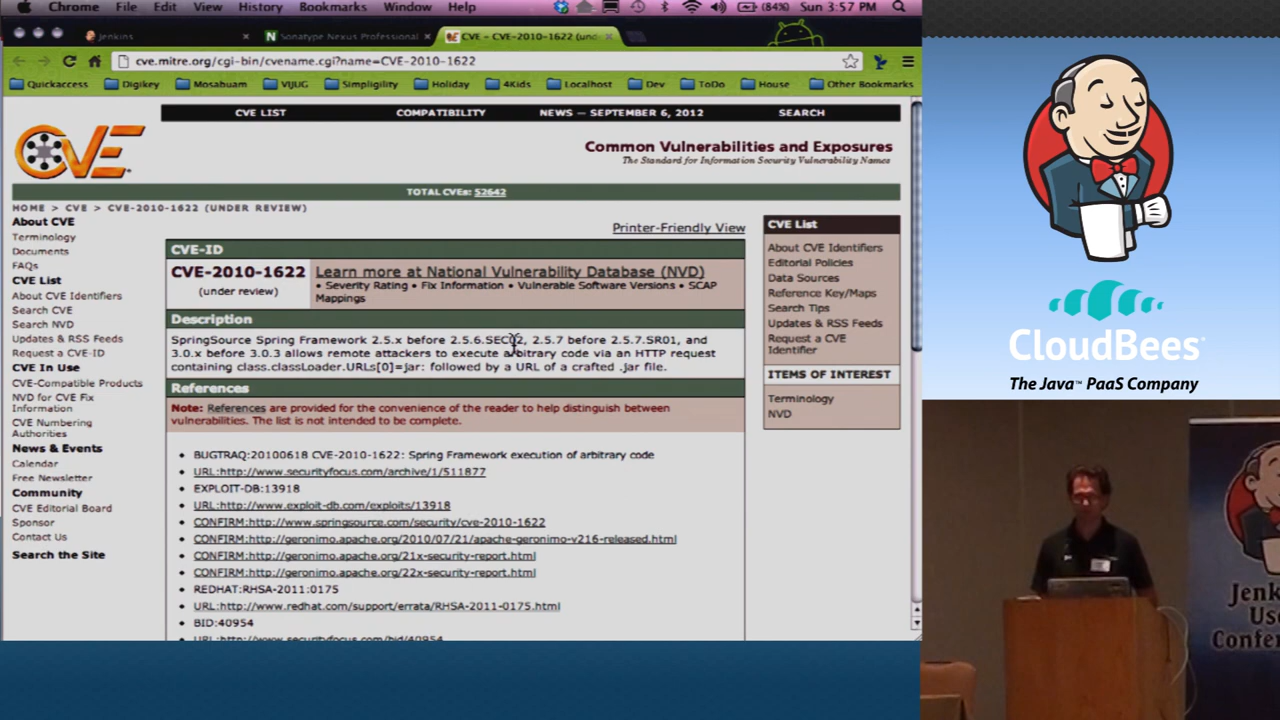 Chrome File Edit View History Bookmarks Window Help (84%) Sun 3:57 PM
Jenkins
Sonatype Nexus Professional
CVE - CVE-2010-1622 (und
cve.mitre.org/cgi-bin/cvename.cgi?name=CVE-2010-1622
Quickaccess Digikey Mosabuam VIJUG Simpligility Holiday 4Kids Localhost Dev ToDo House Other Bookmarks
CVE LIST COMPATIBILITY NEWS — SEPTEMBER 6, 2012 SEARCH
CVE
Common Vulnerabilities and Exposures
The Standard for Information Security Vulnerability Names
TOTAL CVEs: 52642
HOME > CVE > CVE-2010-1622 (UNDER REVIEW)
About CVE
Terminology
Documents
FAQs
CVE List
About CVE Identifiers
Search CVE
Search NVD
Updates & RSS Feeds
Request a CVE-ID
CVE In Use
CVE-Compatible Products
NVD for CVE Fix
Information
CVE Numbering
Authorities
News & Events
Calendar
Free Newsletter
Community
CVE Editorial Board
Sponsor
Contact Us
Search the Site
Printer-Friendly View
CVE-ID
CVE-2010-1622
(under review)
Learn more at National Vulnerability Database (NVD)
• Severity Rating • Fix Information • Vulnerable Software Versions • SCAP
Mappings
Description
SpringSource Spring Framework 2.5.x before 2.5.6.SEC02, 2.5.7 before 2.5.7.SR01, and
3.0.x before 3.0.3 allows remote attackers to execute arbitrary code via an HTTP request
containing class.classLoader.URLs[0]=jar: followed by a URL of a crafted .jar file.
References
Note: References are provided for the convenience of the reader to help distinguish between
vulnerabilities. The list is not intended to be complete.
• BUGTRAQ:20100618 CVE-2010-1622: Spring Framework execution of arbitrary code
• URL:http://www.securityfocus.com/archive/1/511877
• EXPLOIT-DB:13918
• URL:http://www.exploit-db.com/exploits/13918
• CONFIRM:http://www.springsource.com/security/cve-2010-1622
• CONFIRM:http://geronimo.apache.org/2010/07/21/apache-geronimo-v216-released.html
• CONFIRM:http://geronimo.apache.org/21x-security-report.html
• CONFIRM:http://geronimo.apache.org/22x-security-report.html
• REDHAT:RHSA-2011:0175
• URL:http://www.redhat.com/support/errata/RHSA-2011-0175.html
• BID:40954
• URL:http://www.securityfocus.com/bid/40954
CVE List
About CVE Identifiers
Editorial Policies
Data Sources
Reference Key/Maps
Search Tips
Updates & RSS Feeds
Request a CVE
Identifier
ITEMS OF INTEREST
Terminology
NVD
CloudBees
The Java™ PaaS Company
Jenk
Use
Confere